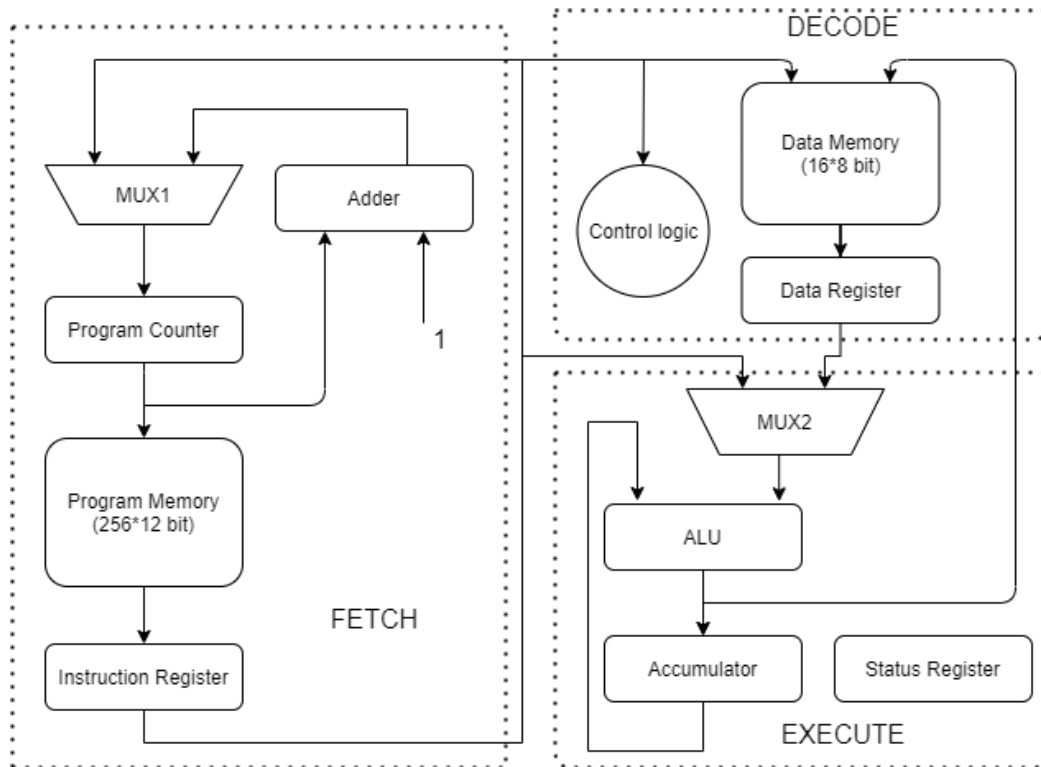 DECODE
Data Memory
(16*8 bit)
MUX1
Adder
Control logic
Data Register
Program Counter
1
MUX2
Program Memory
(256*12 bit)
ALU
FETCH
Instruction Register
Accumulator
Status Register
EXECUTE